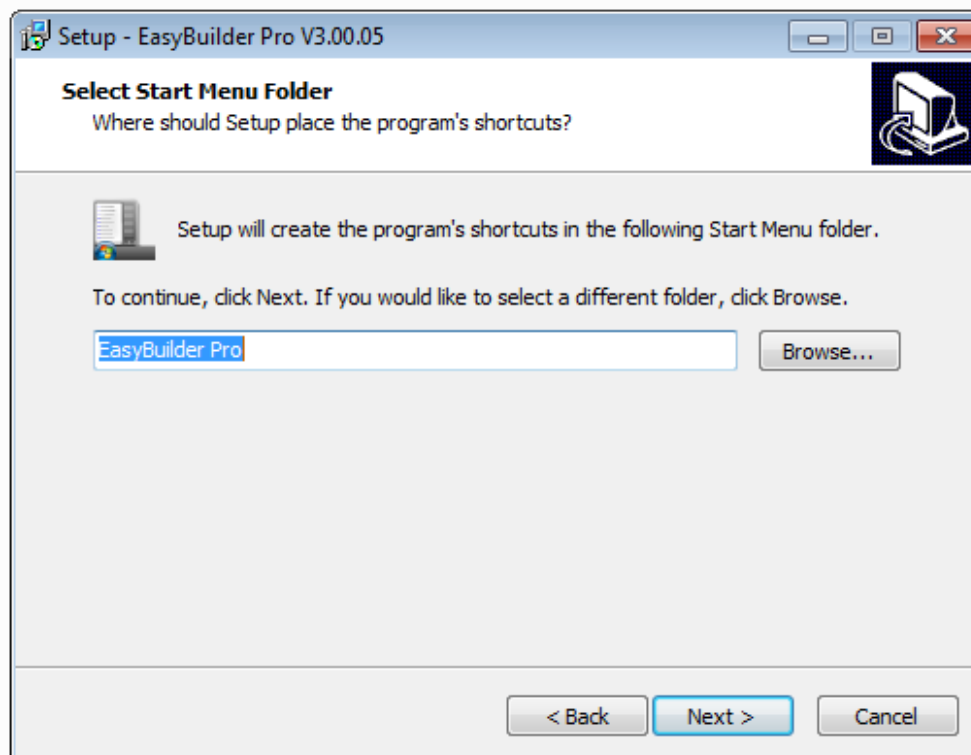 Setup - EasyBuilder Pro V3.00.05
Select Start Menu Folder
Where should Setup place the program's shortcuts?
Setup will create the program's shortcuts in the following Start Menu folder.
To continue, click Next. If you would like to select a different folder, click Browse.
EasyBuilder Pro
Browse...
< Back
Next >
Cancel